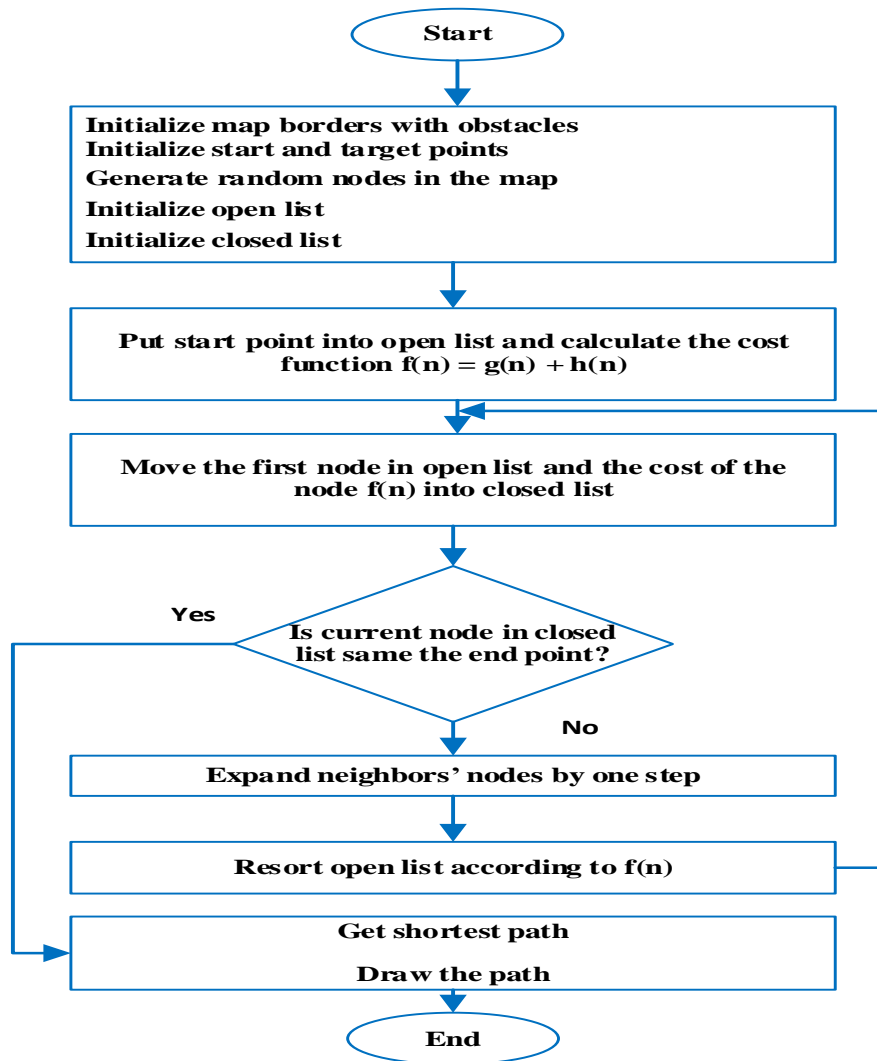 Start
Initialize map borders with obstacles
Initialize start and target points
Generate random nodes in the map
Initialize open list
Initialize closed list
Put start point into open list and calculate the cost
function f(n) = g(n) + h(n)
Move the first node in open list and the cost of the
node f(n) into closed list
Yes
Is current node in closed
list same the end point?
No
Expand neighbors’ nodes by one step
Resort open list according to f(n)
Get shortest path
Draw the path
End